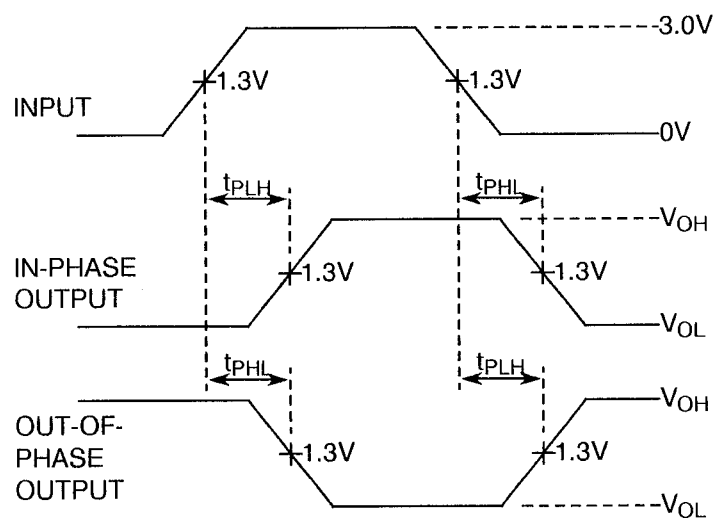 3.0V
1.3V
1.3V
INPUT
0V
tPLH
tPHL
VOH
IN-PHASE
OUTPUT
1.3V
1.3V
VOL
tPHL
tPLH
VOH
OUT-OF-
PHASE
OUTPUT
1.3V
1.3V
VOL